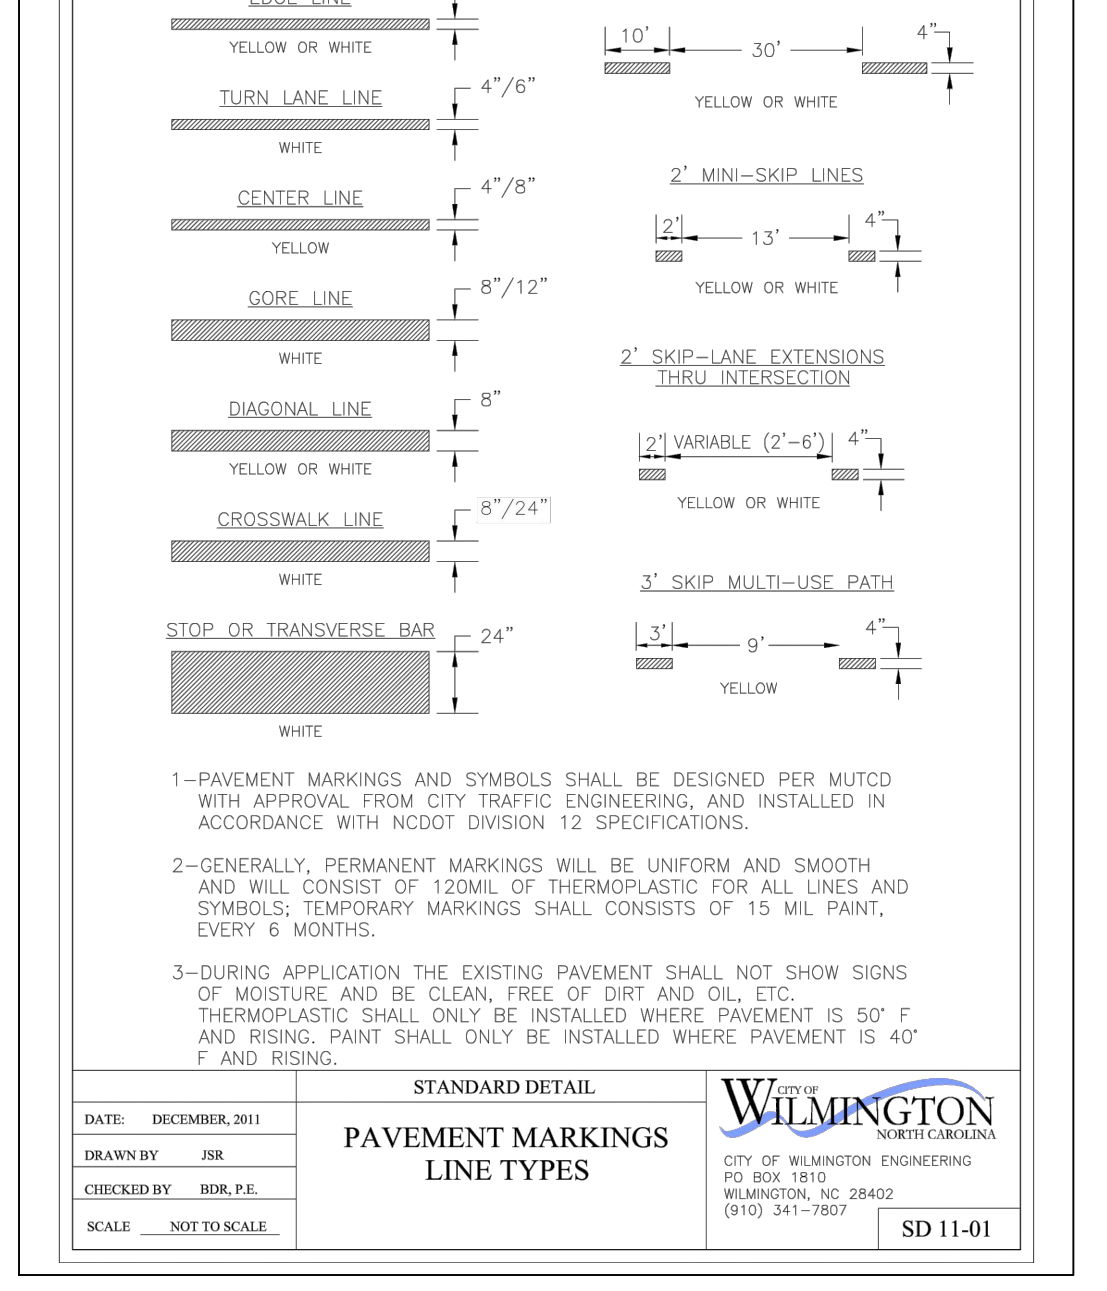 EDGE LINE
YELLOW OR WHITE
TURN LANE LINE
4"/6"
WHITE
CENTER LINE
4"/8"
YELLOW
GORE LINE
8"/12"
WHITE
DIAGONAL LINE
8"
YELLOW OR WHITE
CROSSWALK LINE
8"/24"
WHITE
STOP OR TRANSVERSE BAR
24"
WHITE
10' 30' 4"
YELLOW OR WHITE
2' MINI-SKIP LINES
2' 13' 4"
YELLOW OR WHITE
2' SKIP-LANE EXTENSIONS
THRU INTERSECTION
2' VARIABLE (2'-6') 4"
YELLOW OR WHITE
3' SKIP MULTI-USE PATH
3' 9' 4"
YELLOW
1-PAVEMENT MARKINGS AND SYMBOLS SHALL BE DESIGNED PER MUTCD
WITH APPROVAL FROM CITY TRAFFIC ENGINEERING, AND INSTALLED IN
ACCORDANCE WITH NCDOT DIVISION 12 SPECIFICATIONS.
2-GENERALLY, PERMANENT MARKINGS WILL BE UNIFORM AND SMOOTH
AND WILL CONSIST OF 120MIL OF THERMOPLASTIC FOR ALL LINES AND
SYMBOLS; TEMPORARY MARKINGS SHALL CONSISTS OF 15 MIL PAINT,
EVERY 6 MONTHS.
3-DURING APPLICATION THE EXISTING PAVEMENT SHALL NOT SHOW SIGNS
OF MOISTURE AND BE CLEAN, FREE OF DIRT AND OIL, ETC.
THERMOPLASTIC SHALL ONLY BE INSTALLED WHERE PAVEMENT IS 50° F
AND RISING. PAINT SHALL ONLY BE INSTALLED WHERE PAVEMENT IS 40°
F AND RISING.
DATE: DECEMBER, 2011
DRAWN BY JSR
CHECKED BY BDR, P.E.
SCALE NOT TO SCALE
STANDARD DETAIL
PAVEMENT MARKINGS
LINE TYPES
CITY OF
WILMINGTON
NORTH CAROLINA
CITY OF WILMINGTON ENGINEERING
PO BOX 1810
WILMINGTON, NC 28402
(910) 341-7807
SD 11-01